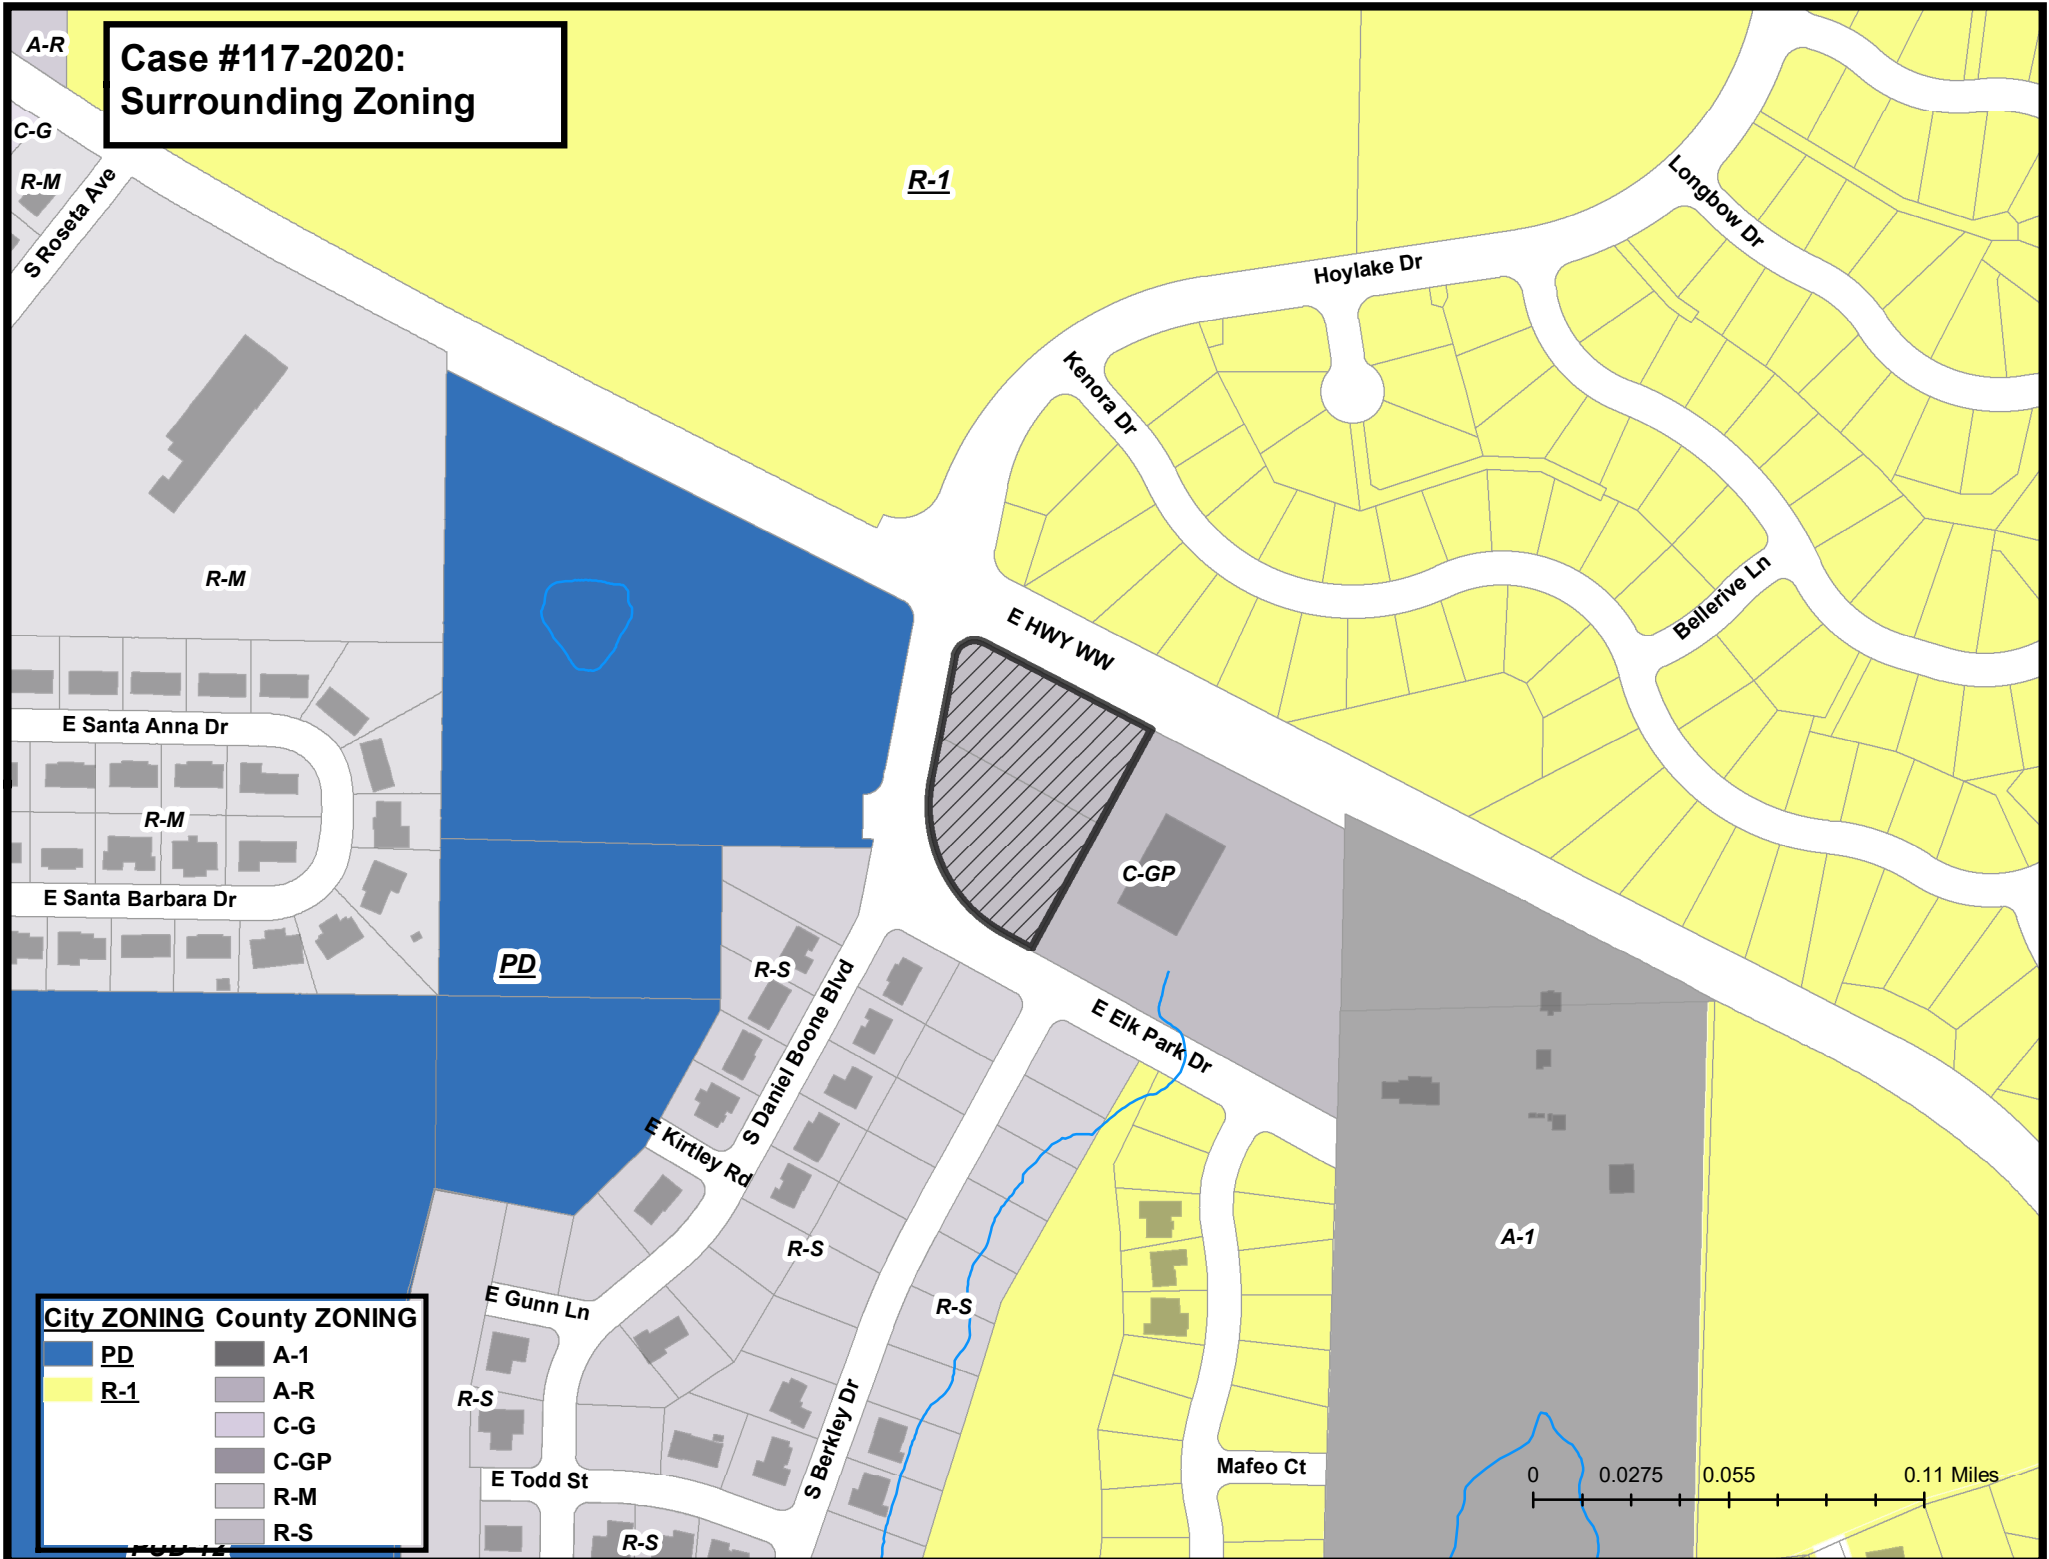 A-R
Case #117-2020:
Surrounding Zoning
C-G
R-M
S Roseta Ave
R-1
Longbow Dr
Hoylake Dr
Kenora Dr
R-M
Bellerive Ln
E HWY WW
E Santa Anna Dr
R-M
C-GP
E Santa Barbara Dr
PD
R-S
S Daniel Boone Blvd
E Elk Park Dr
E Kirtley Rd
A-1
R-S
R-S
E Gunn Ln
R-S
S Berkley Dr
E Todd St
Mafeo Ct
R-S
City ZONING County ZONING
PD A-1
R-1 A-R
C-G
C-GP
R-M
R-S
0 0.0275 0.055 0.11 Miles